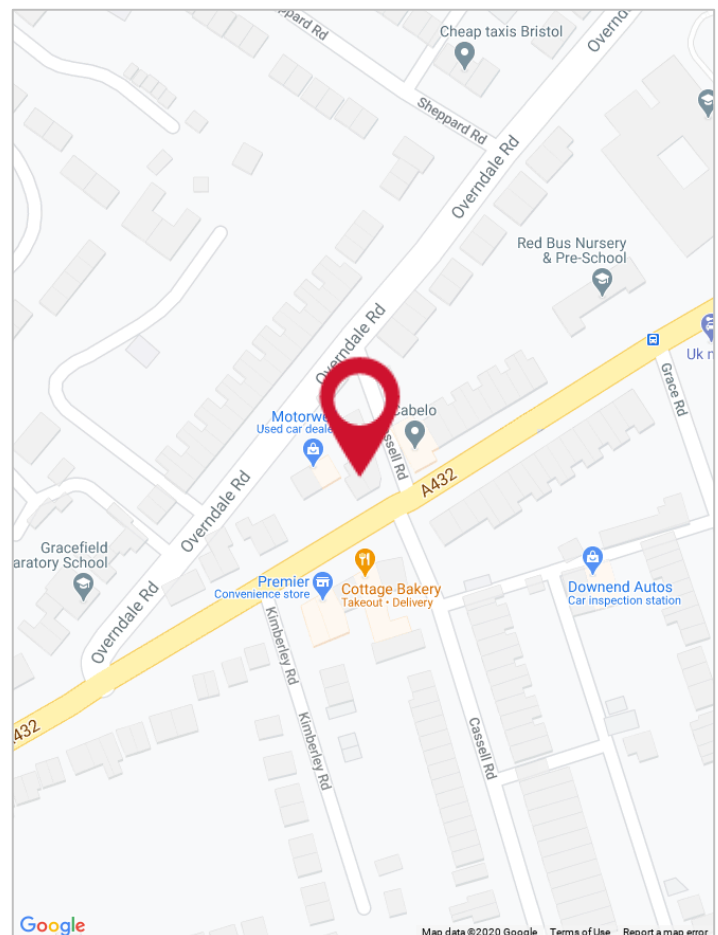 Sheppard Rd
Cheap taxis Bristol
Overndale
Sheppard Rd
Overndale Rd
Red Bus Nursery
& Pre-School
Overndale Rd
Uk
Grace Rd
Motorwe
Used car deale
Cabelo
Cassell Rd
A432
Overndale Rd
Gracefield
aratory School
Premier
Convenience store
Cottage Bakery
Takeout • Delivery
Downend Autos
Car inspection station
Overndale Rd
Kimberley Rd
A432
Kimberley Rd
Cassell Rd
Google
Map data ©2020 Google
Terms of Use
Report a map error